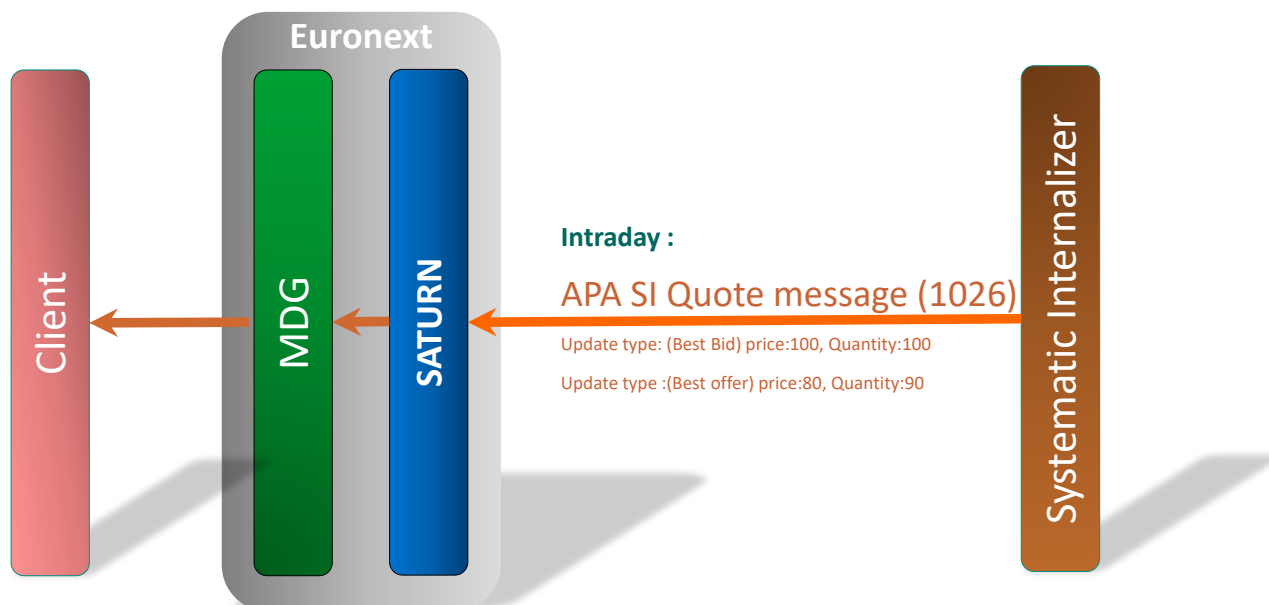 Euronext
Client
MDG
SATURN
Intraday :
APA SI Quote message (1026)
Update type: (Best Bid) price:100, Quantity:100
Update type :(Best offer) price:80, Quantity:90
Systematic Internalizer